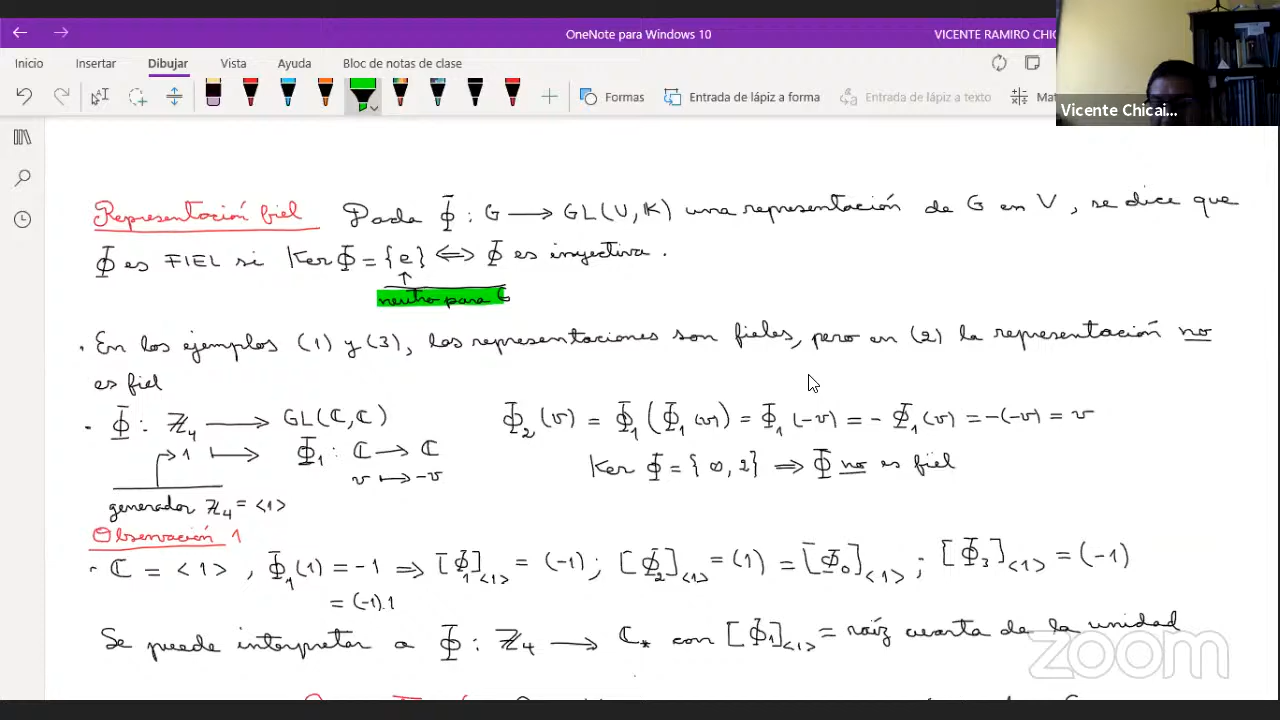 OneNote para Windows 10
VICENTE RAMIRO CHIC
Inicio Insertar Dibujar Vista Ayuda Bloc de notas de clase
Formas Entrada de lápiz a forma Entrada de lápiz a texto Mat
Vicente Chicai...
Representación fiel Dada Φ : G → GL(V, K) una representación de G en V, se dice que
Φ es FIEL si Ker Φ = {e} ⇔ Φ es inyectiva.
↑
neutro para G
. En los ejemplos (1) y (3), las representaciones son fieles, pero en (2) la representación no
es fiel
. Φ : ℤ₄ → GL(ℂ,ℂ)
1 ↦ Φ₁ : ℂ → ℂ
v ↦ -v
generador ℤ₄ = <1>
Φ₂(v) = Φ₁(Φ₁(v)) = Φ₁(-v) = -Φ₁(v) = -(-v) = v
Ker Φ = {0, 2} ⇒ Φ no es fiel
Observación 1
. ℂ = <1>, Φ₁(1) = -1 ⇒ [Φ₁]<1> = (-1); [Φ₂]<1> = (1) = [Φ₀]<1>; [Φ₃]<1> = (-1)
= (-1).1
Se puede interpretar a Φ : ℤ₄ → ℂ* con [Φ₁]<1> = raíz cuarta de la unidad
zoom